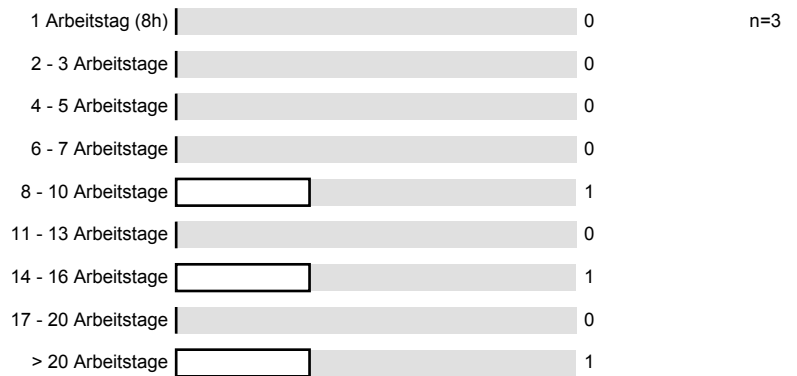 1 Arbeitstag (8h) 0 n=3
2 - 3 Arbeitstage 0
4 - 5 Arbeitstage 0
6 - 7 Arbeitstage 0
8 - 10 Arbeitstage 1
11 - 13 Arbeitstage 0
14 - 16 Arbeitstage 1
17 - 20 Arbeitstage 0
> 20 Arbeitstage 1